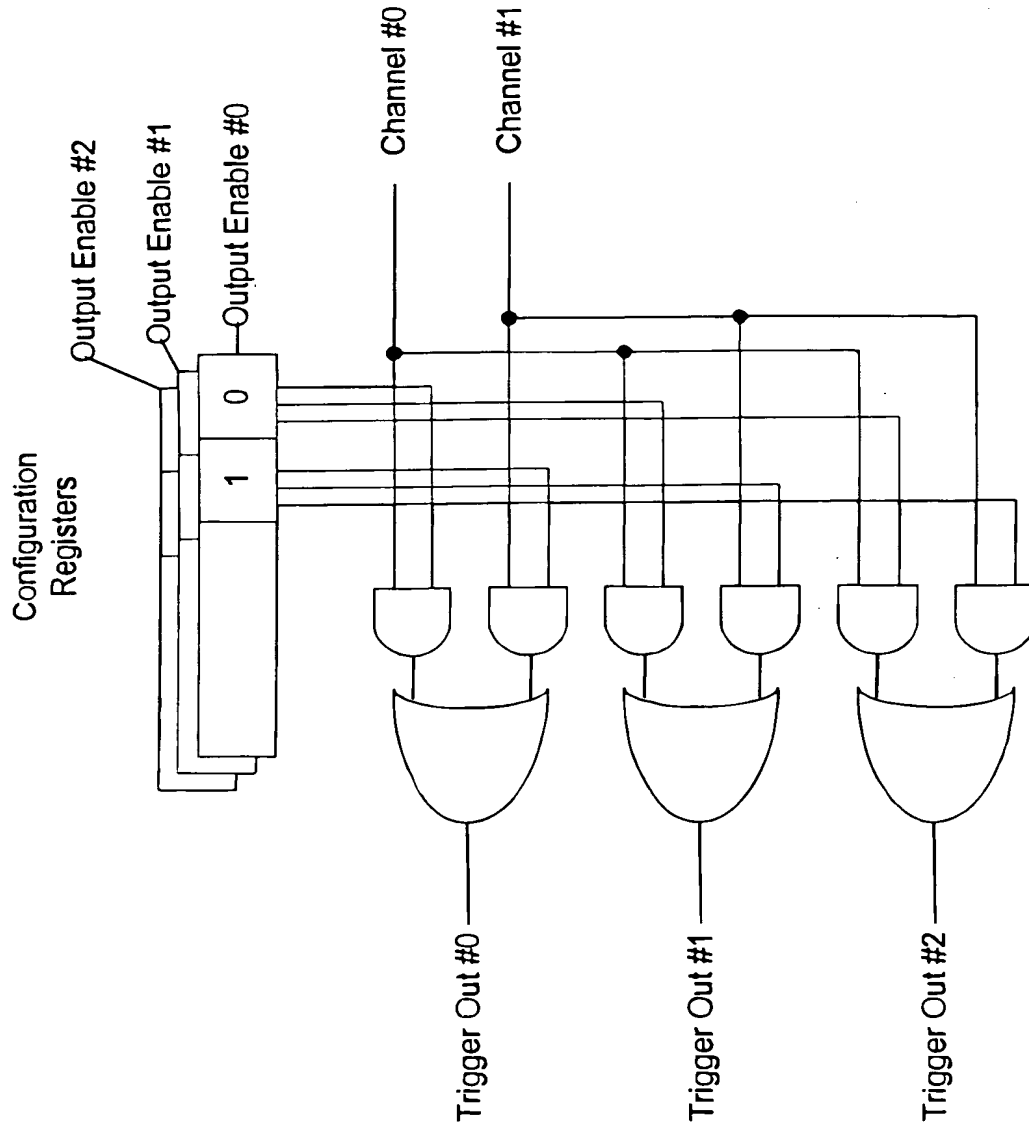 Configuration
Registers
Output Enable #2
Output Enable #1
Output Enable #0
1
0
Channel #0
Channel #1
Trigger Out #0
Trigger Out #1
Trigger Out #2